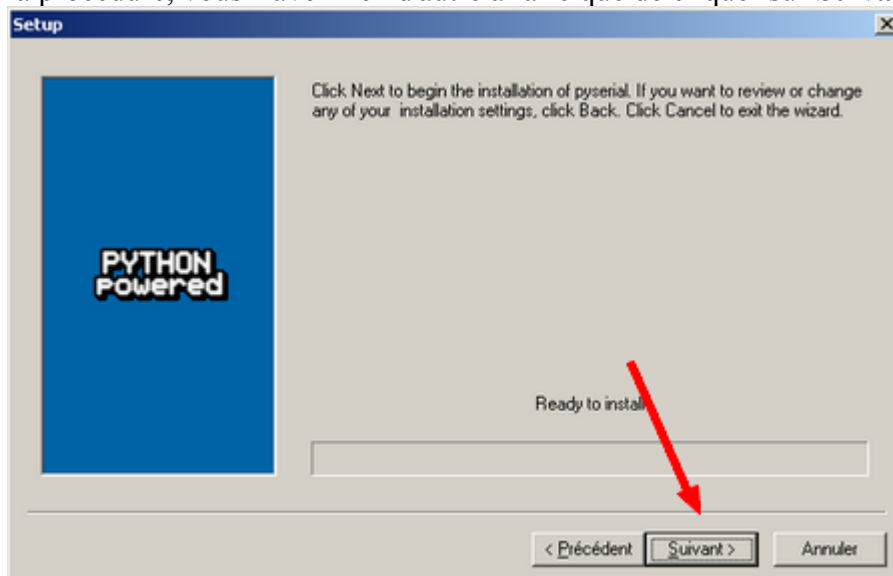 Setup
Click Next to begin the installation of pyserial. If you want to review or change
any of your installation settings, click Back. Click Cancel to exit the wizard.
PYTHON
powered
Ready to install
< Précédent Suivant > Annuler